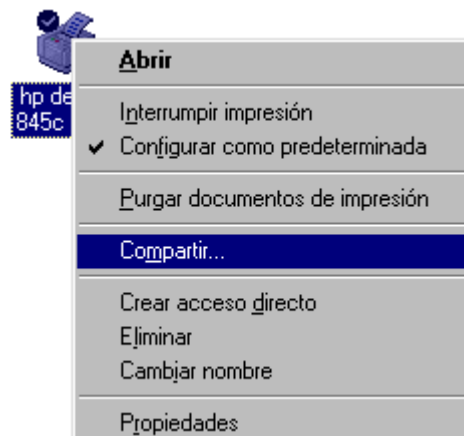 hp de
845c
Abrir
Interrumpir impresión
Configurar como predeterminada
Purgar documentos de impresión
Compartir...
Crear acceso directo
Eliminar
Cambiar nombre
Propiedades